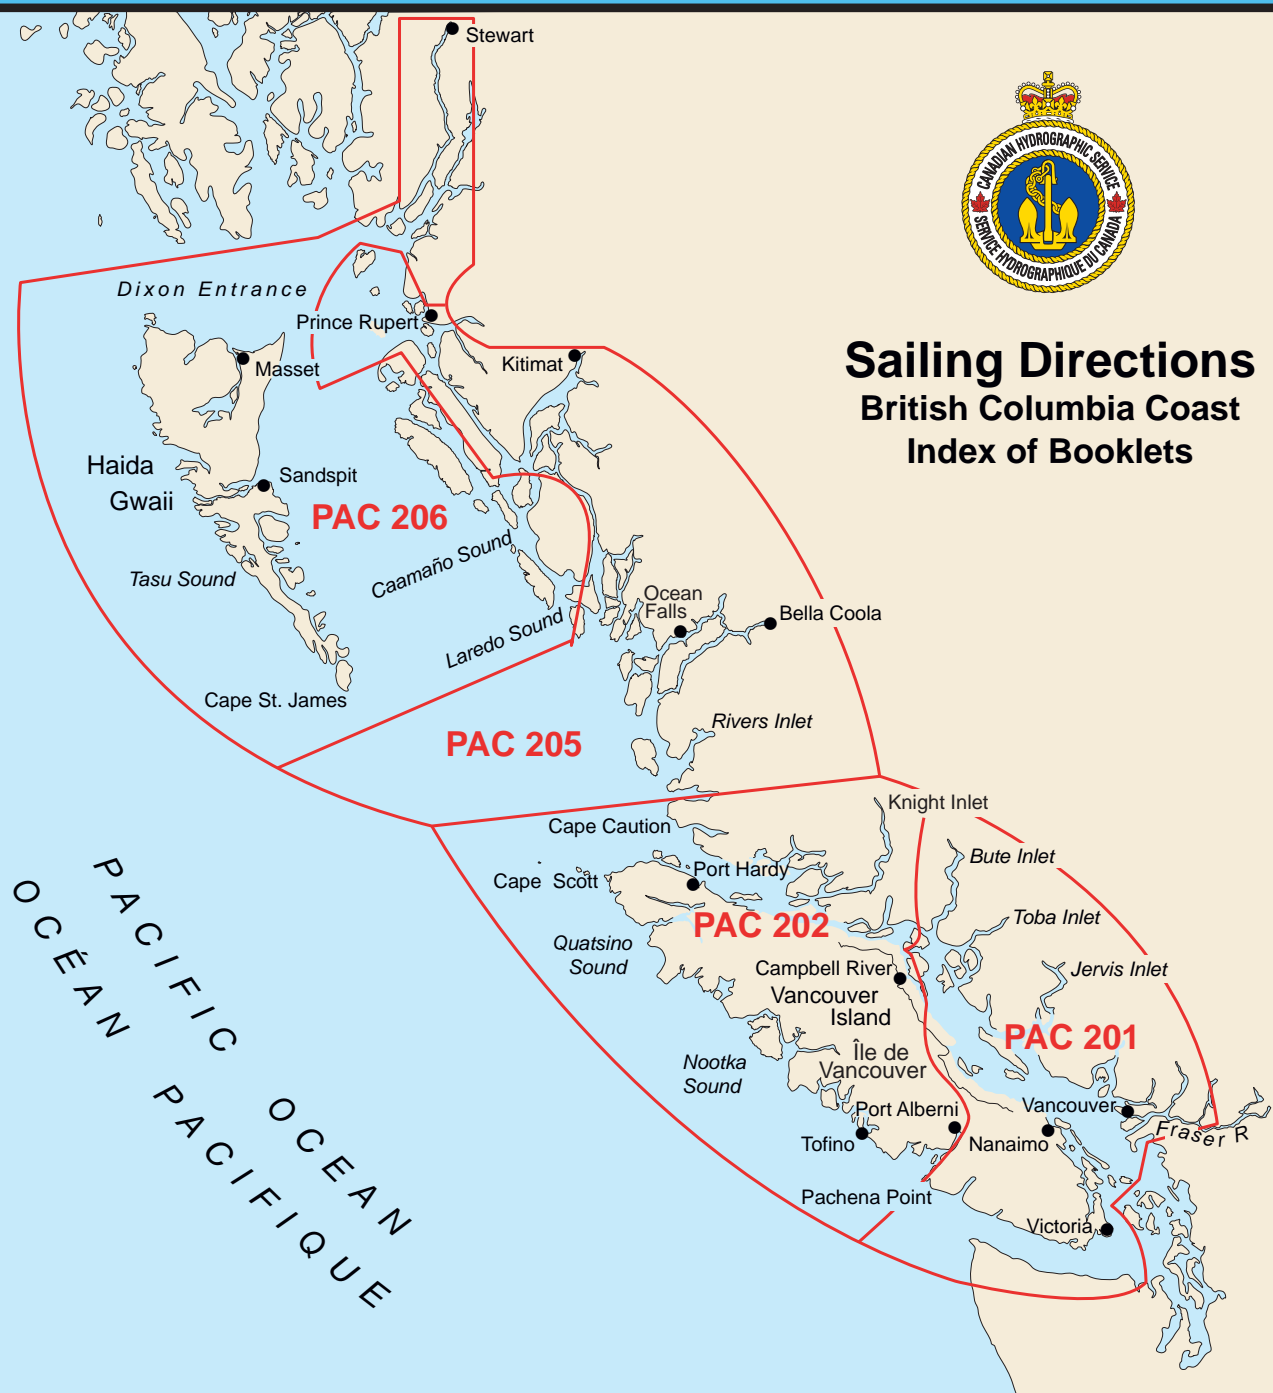 Stewart
CANADIAN HYDROGRAPHIC SERVICE
SERVICE HYDROGRAPHIQUE DU CANADA
Sailing Directions
British Columbia Coast
Index of Booklets
Dixon Entrance
Prince Rupert
Masset
Kitimat
Haida
Gwaii
Sandspit
PAC 206
Tasu Sound
Caamaño Sound
Ocean
Falls
Bella Coola
Laredo Sound
Cape St. James
Rivers Inlet
PAC 205
Knight Inlet
Cape Caution
Bute Inlet
Port Hardy
Cape Scott
Toba Inlet
PAC 202
Quatsino
Sound
Campbell River
Jervis Inlet
Vancouver
Island
PAC 201
Île de
Vancouver
Nootka
Sound
Port Alberni
Vancouver
Tofino
Nanaimo
Fraser R
Pachena Point
Victoria
PACIFIC OCEAN
OCÉAN PACIFIQUE